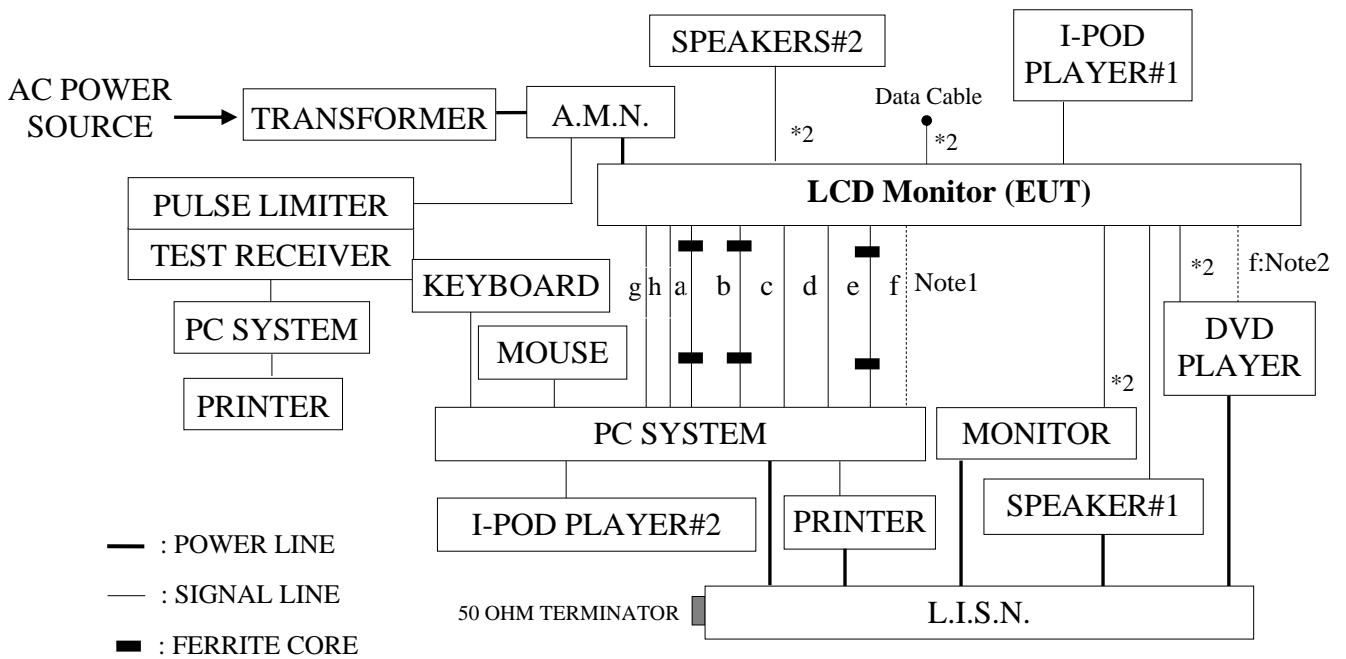 SPEAKERS#2
I-POD
PLAYER#1
AC POWER
SOURCE
TRANSFORMER
A.M.N.
Data Cable
*2
*2
LCD Monitor (EUT)
PULSE LIMITER
TEST RECEIVER
KEYBOARD
g h a b c d e f Note1
*2
f:Note2
PC SYSTEM
MOUSE
DVD
PLAYER
*2
PRINTER
PC SYSTEM
MONITOR
I-POD PLAYER#2
PRINTER
SPEAKER#1
: POWER LINE
: SIGNAL LINE
50 OHM TERMINATOR
L.I.S.N.
: FERRITE CORE